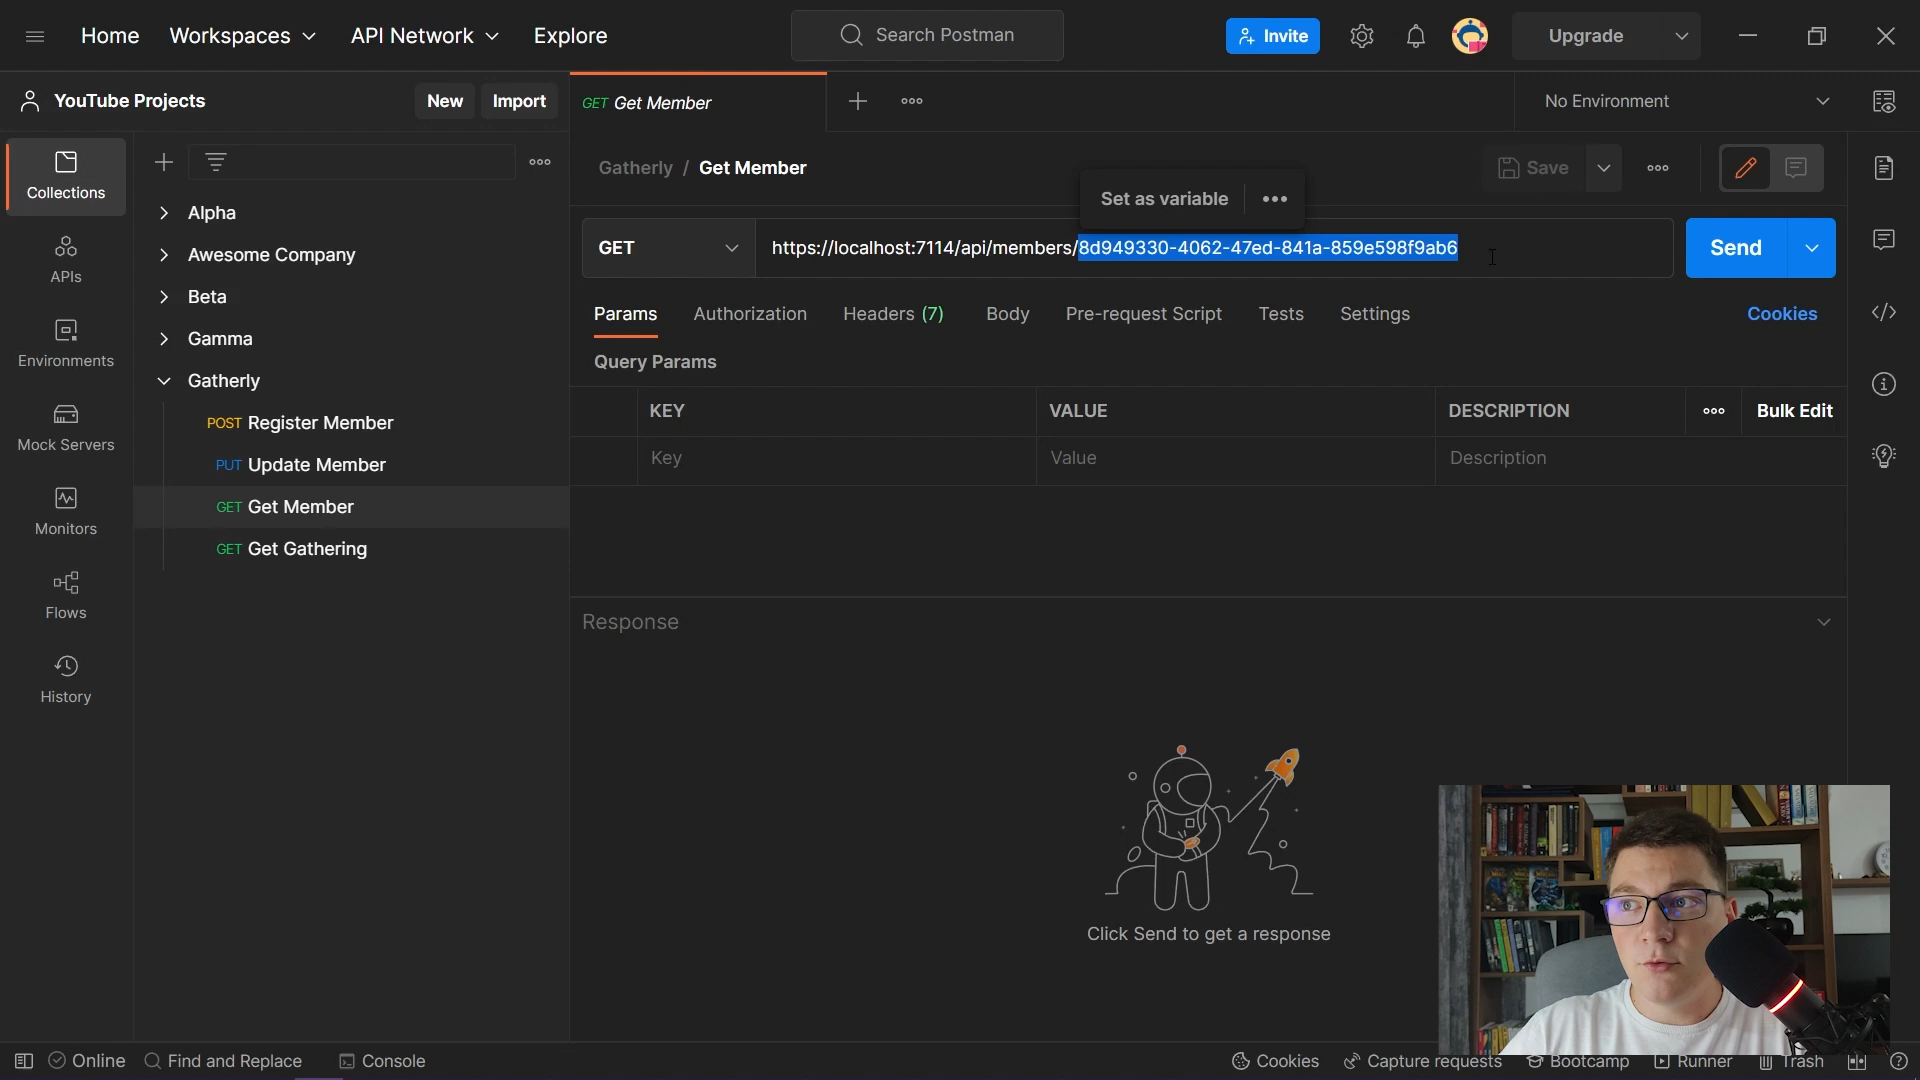 Home Workspaces API Network Explore Search Postman Invite Upgrade
YouTube Projects New Import GET Get Member No Environment
Collections
APIs
Environments
Mock Servers
Monitors
Flows
History
Alpha
Awesome Company
Beta
Gamma
Gatherly
POST Register Member
PUT Update Member
GET Get Member
GET Get Gathering
Gatherly / Get Member Save
Set as variable
GET https://localhost:7114/api/members/8d949330-4062-47ed-841a-859e598f9ab6 Send
Params Authorization Headers (7) Body Pre-request Script Tests Settings Cookies
Query Params
KEY VALUE DESCRIPTION Bulk Edit
Key Value Description
Response
Click Send to get a response
Online Find and Replace Console Cookies Capture requests Bootcamp Runner Trash